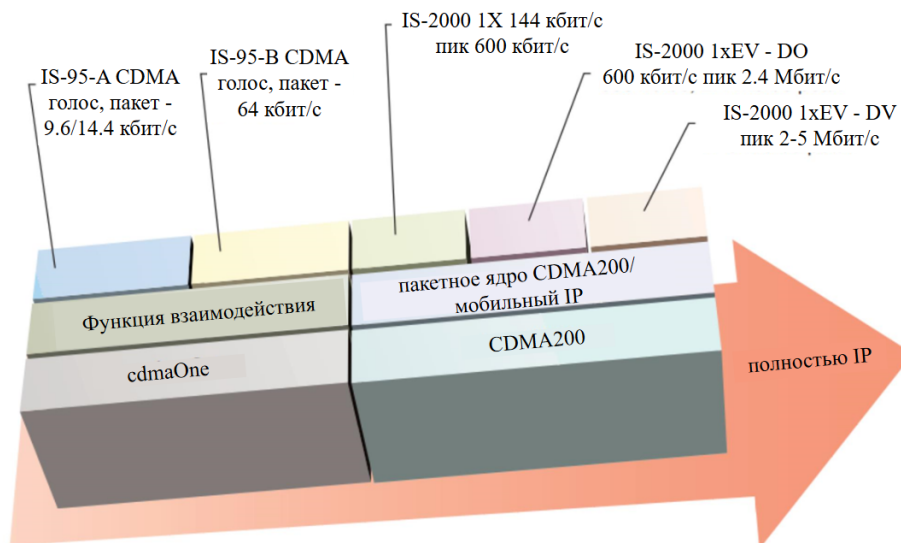 IS-95-A CDMA
голос, пакет -
9.6/14.4 кбит/с
IS-95-B CDMA
голос, пакет -
64 кбит/с
IS-2000 1X 144 кбит/с
пик 600 кбит/с
IS-2000 1xEV - DO
600 кбит/с пик 2.4 Мбит/с
IS-2000 1xEV - DV
пик 2-5 Мбит/с
Функция взаимодействия
пакетное ядро CDMA200/
мобильный IP
cdmaOne
CDMA200
полностью IP